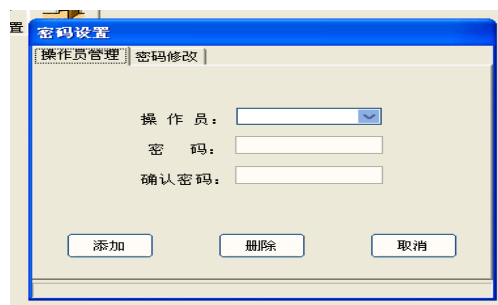 置
密码设置
操作员管理 密码修改
操 作 员：
密 码：
确认密码：
添加 删除 取消